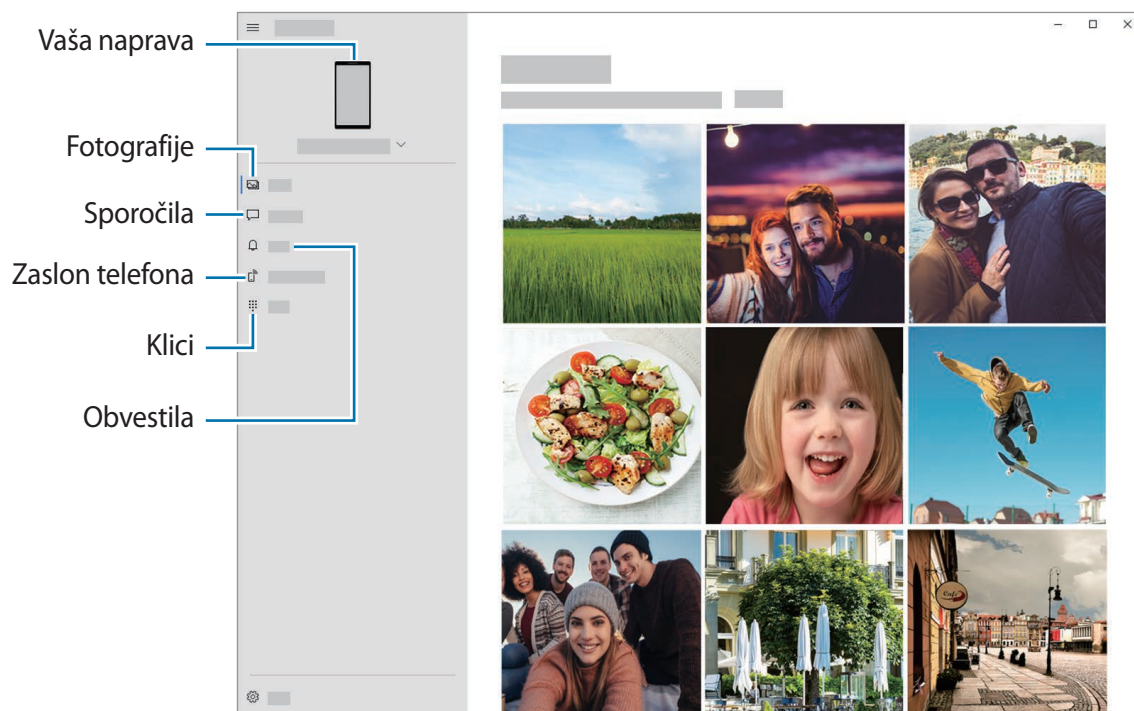 Vaša naprava
Fotografije
Sporočila
Zaslon telefona
Klici
Obvestila
Café